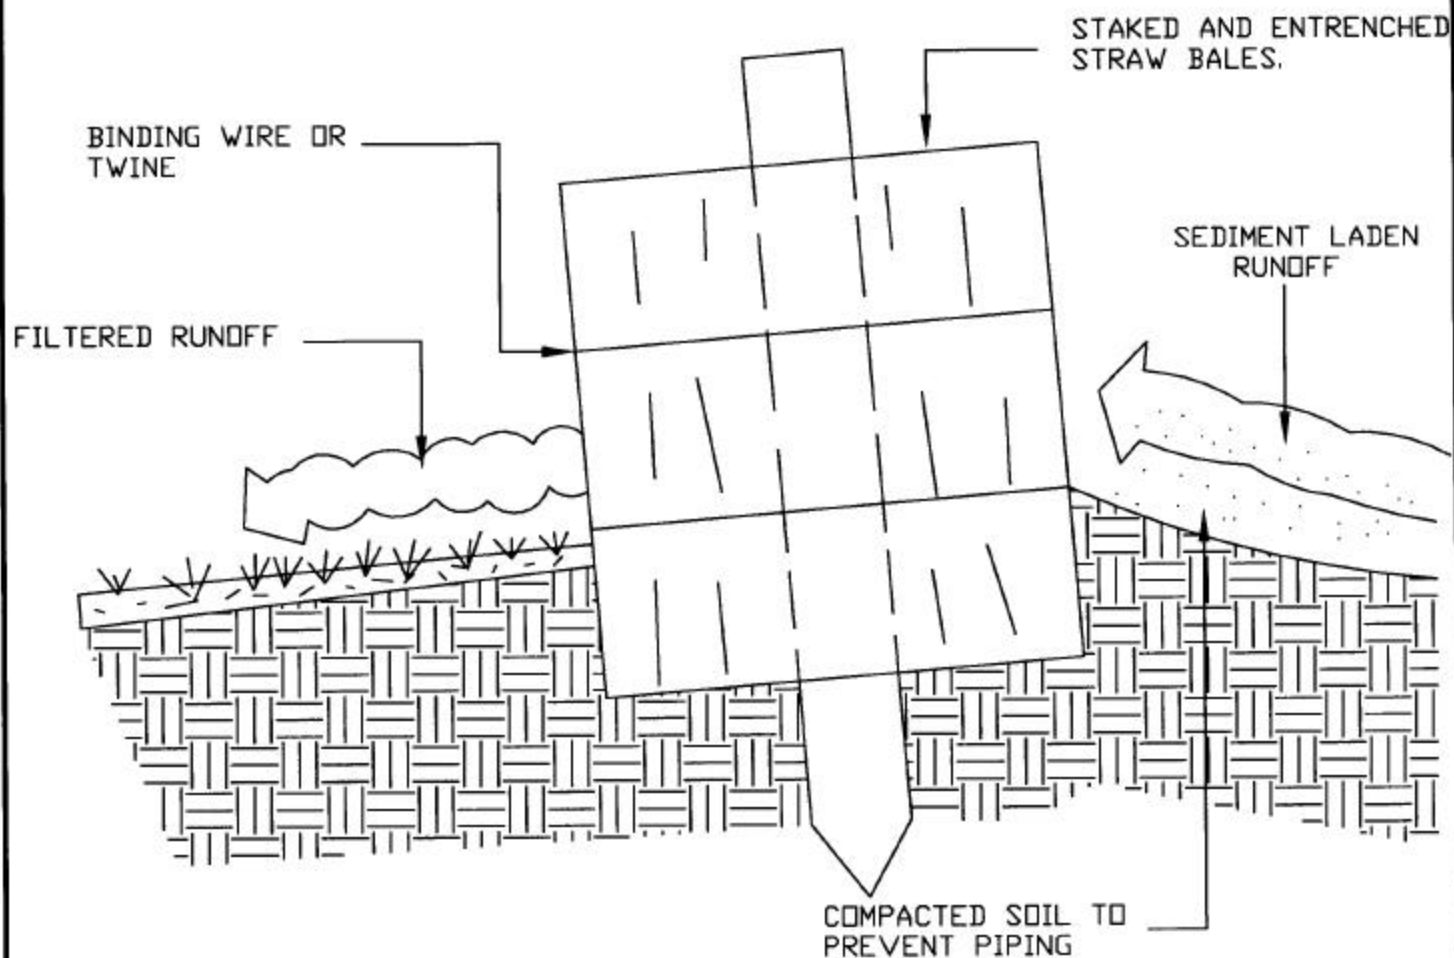 STAKED AND ENTRENCHED
STRAW BALES.
BINDING WIRE OR
TWINE
SEDIMENT LADEN
RUNOFF
FILTERED RUNOFF
COMPACTED SOIL TO
PREVENT PIPING